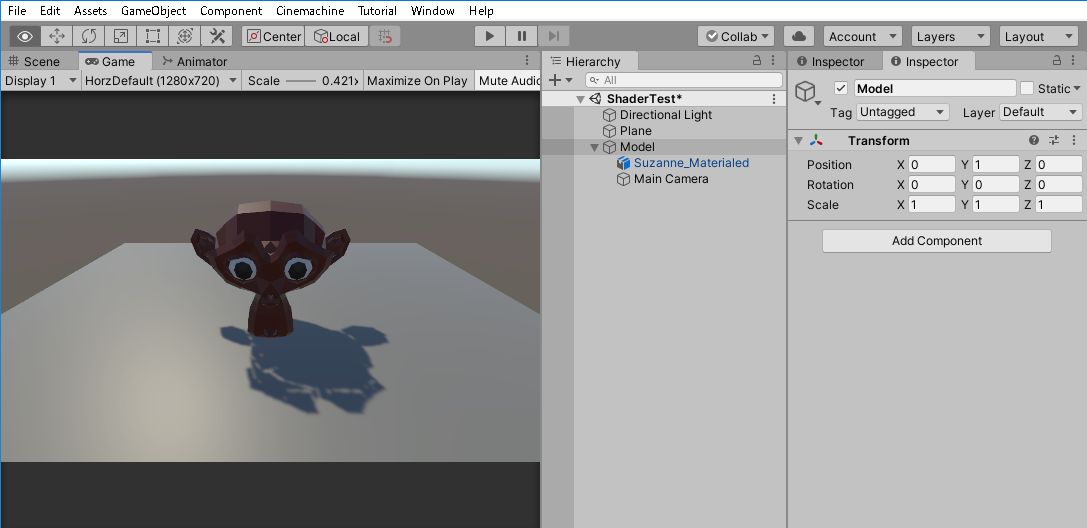 File Edit Assets GameObject Component Cinemachine Tutorial Window Help
Center Local Collab Account Layers Layout
Scene Game Animator
Display 1 HorzDefault (1280x720) Scale 0.421x Maximize On Play Mute Audio
Hierarchy
All
ShaderTest*
Directional Light
Plane
Model
Suzanne_Materialed
Main Camera
Inspector Inspector
Model Static
Tag Untagged Layer Default
Transform
Position X 0 Y 1 Z 0
Rotation X 0 Y 0 Z 0
Scale X 1 Y 1 Z 1
Add Component